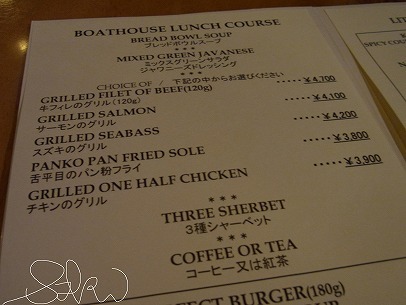 BOATHOUSE LUNCH COURSE
BREAD BOWL SOUP
ブレッドボウルスープ
***
MIXED GREEN JAVANESE
ミックスグリーンサラダ
ジャワニーズドレッシング
***
CHOICE OF / 下記の中からお選びください
GRILLED FILET OF BEEF(120g) ·····¥4,700
牛フィレのグリル(120g)
GRILLED SALMON ·····¥4,100
サーモンのグリル
GRILLED SEABASS ·····¥4,200
スズキのグリル
PANKO PAN FRIED SOLE ·····¥3,800
舌平目のパン粉フライ
GRILLED ONE HALF CHICKEN ·····¥3,900
チキンのグリル
***
THREE SHERBET
3種シャーベット
***
COFFEE OR TEA
コーヒー又は紅茶
BURGER(180g)
LI
SPICY